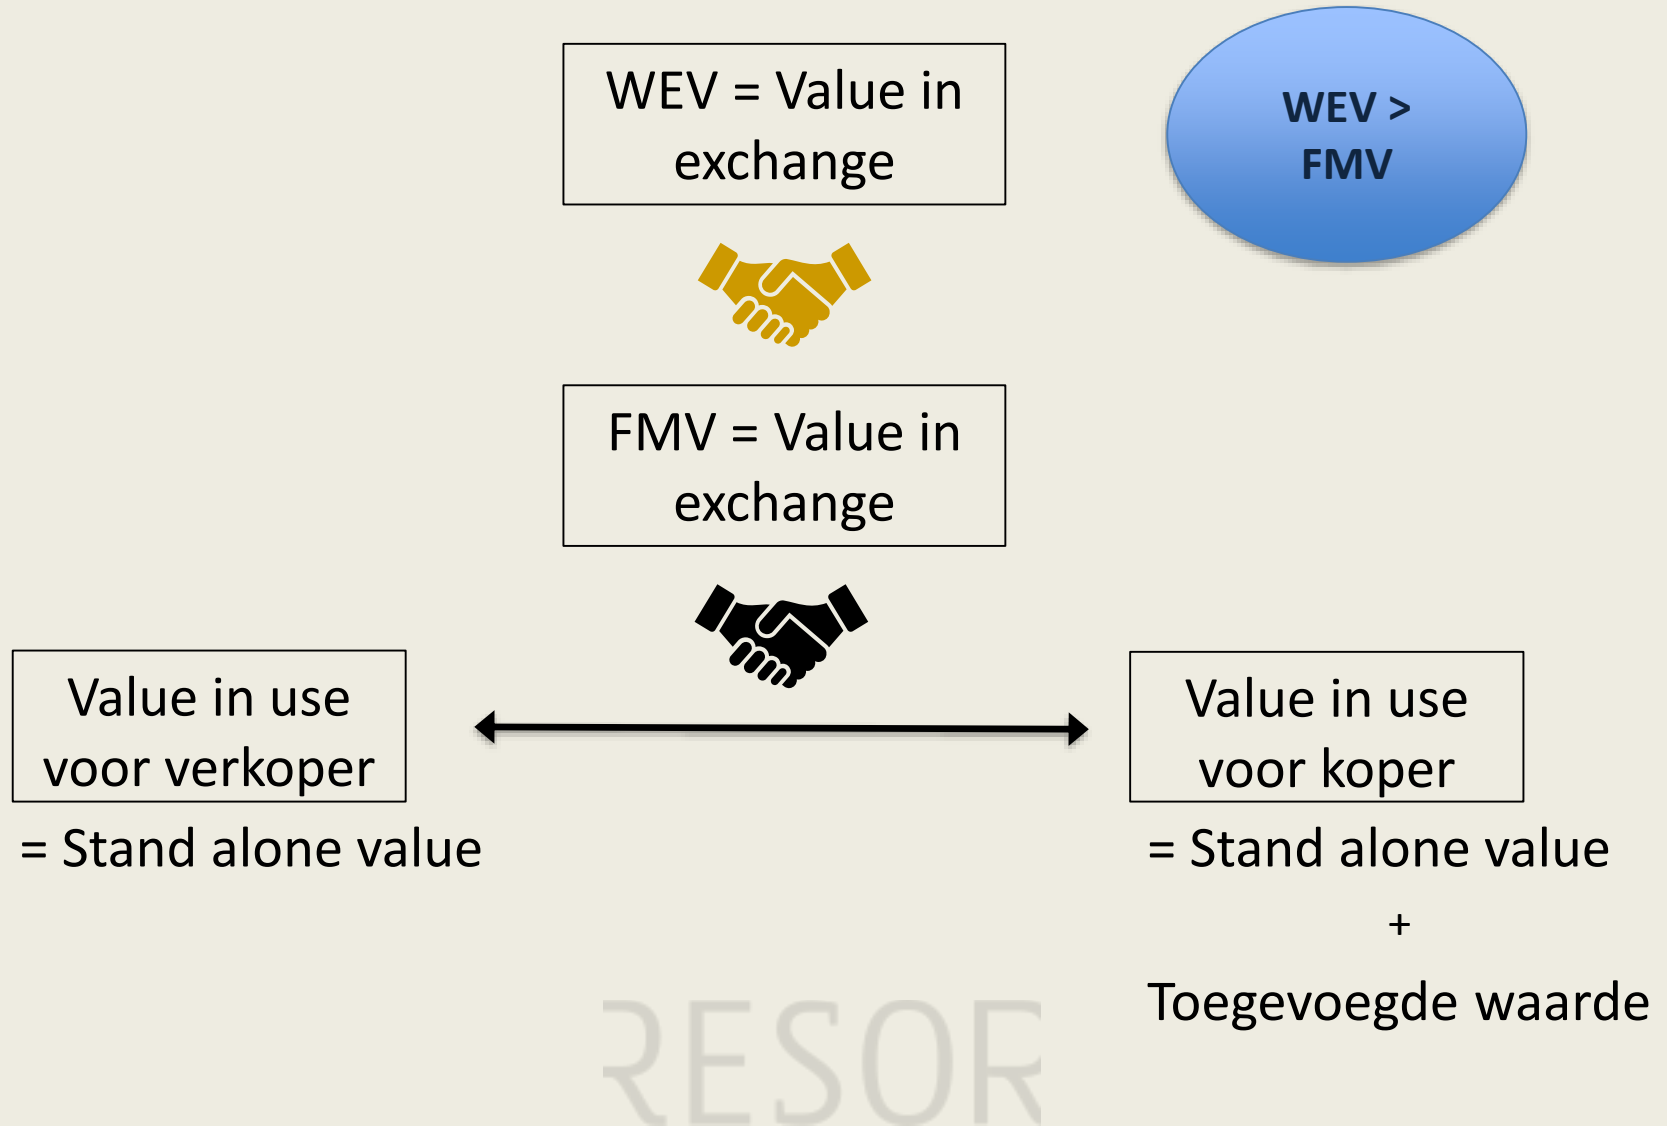 WEV = Value in
exchange
WEV >
FMV
FMV = Value in
exchange
Value in use
voor verkoper
= Stand alone value
Value in use
voor koper
= Stand alone value
+
Toegevoegde waarde
RESOR